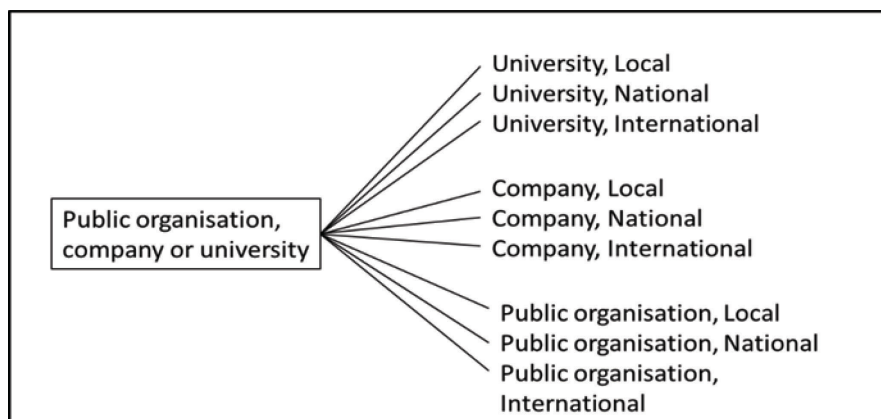 University, Local
University, National
University, International
Company, Local
Public organisation,
company or university
Company, National
Company, International
Public organisation, Local
Public organisation, National
Public organisation,
International